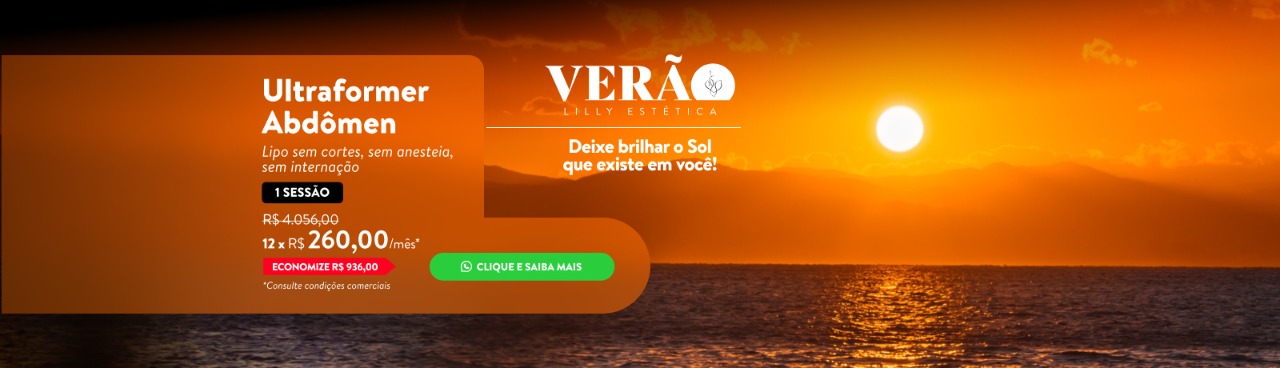 Ultraformer
Abdômen
Lipo sem cortes, sem anesteia,
sem internação
1 SESSÃO
R$ 4.056,00
12 x R$ 260,00/mês*
ECONOMIZE R$ 936,00
*Consulte condições comerciais
CLIQUE E SAIBA MAIS
VERÃO
LILLY ESTÉTICA
Deixe brilhar o Sol
que existe em você!